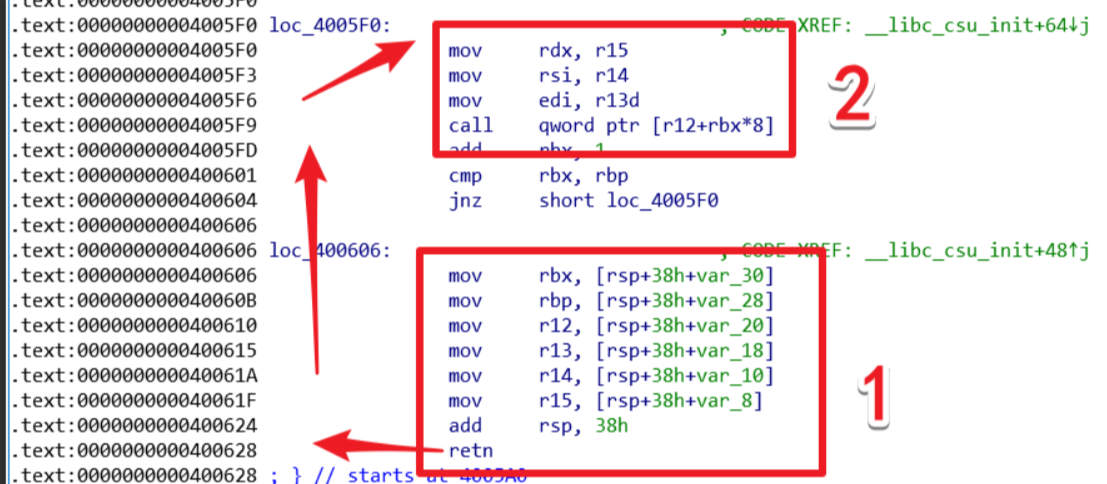 .text:00000000004005F0
.text:00000000004005F0 loc_4005F0: ; CODE XREF: __libc_csu_init+64↓j
.text:00000000004005F0 mov rdx, r15
.text:00000000004005F3 mov rsi, r14
.text:00000000004005F6 mov edi, r13d
.text:00000000004005F9 call qword ptr [r12+rbx*8]
.text:00000000004005FD add rbx, 1
.text:0000000000400601 cmp rbx, rbp
.text:0000000000400604 jnz short loc_4005F0
.text:0000000000400606
.text:0000000000400606 loc_400606: ; CODE XREF: __libc_csu_init+48↑j
.text:0000000000400606 mov rbx, [rsp+38h+var_30]
.text:000000000040060B mov rbp, [rsp+38h+var_28]
.text:0000000000400610 mov r12, [rsp+38h+var_20]
.text:0000000000400615 mov r13, [rsp+38h+var_18]
.text:000000000040061A mov r14, [rsp+38h+var_10]
.text:000000000040061F mov r15, [rsp+38h+var_8]
.text:0000000000400624 add rsp, 38h
.text:0000000000400628 retn
.text:0000000000400628 ; } // starts at 4005A0
2
1